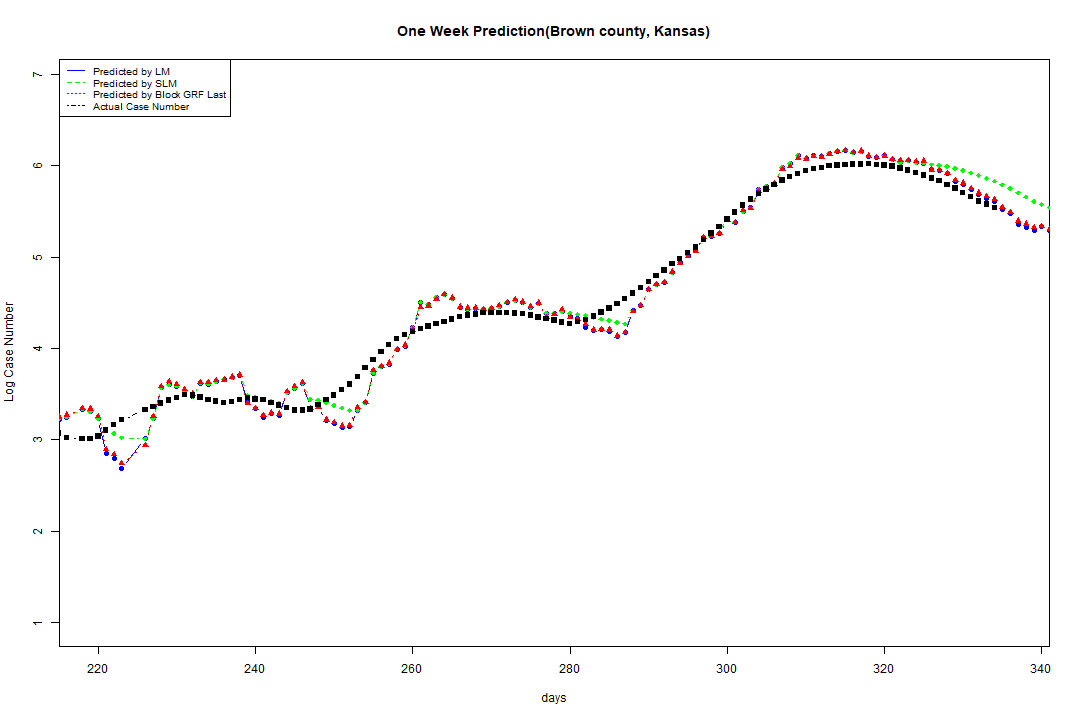 One Week Prediction(Brown county, Kansas)
Predicted by LM
Predicted by SLM
Predicted by Block GRF Last
Actual Case Number
7
6
5
4
3
2
1
Log Case Number
220 240 260 280 300 320 340
days